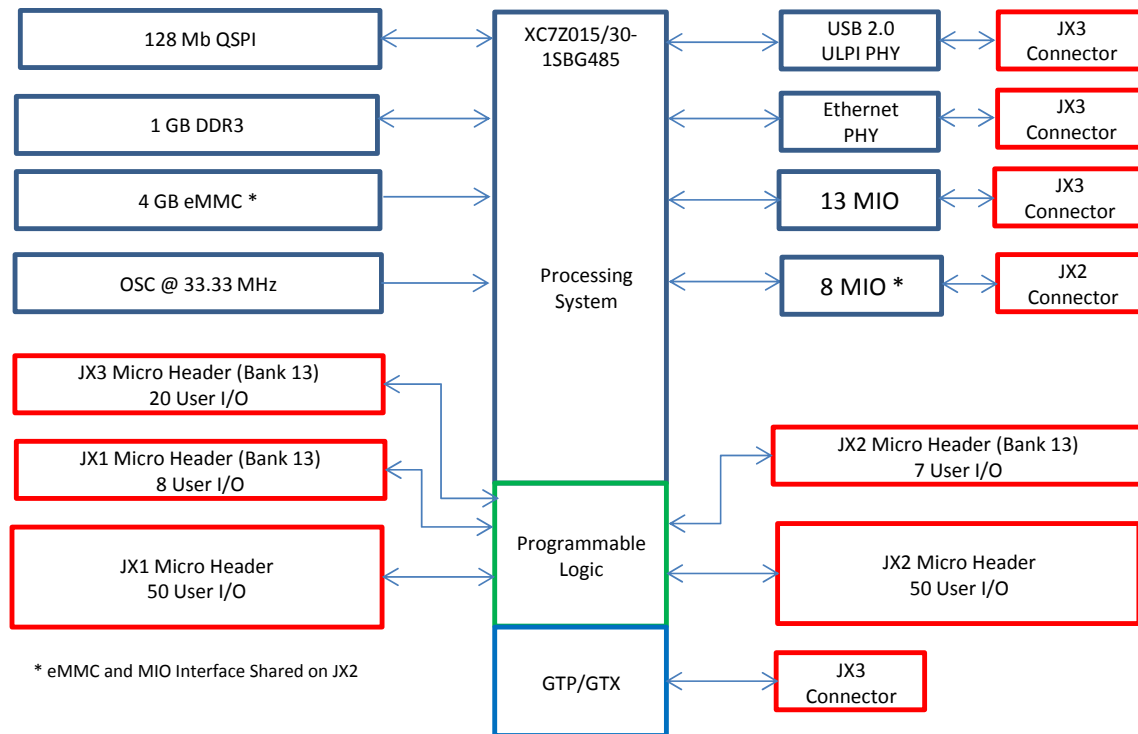 128 Mb QSPI
1 GB DDR3
4 GB eMMC *
OSC @ 33.33 MHz
JX3 Micro Header (Bank 13)
20 User I/O
JX1 Micro Header (Bank 13)
8 User I/O
JX1 Micro Header
50 User I/O
* eMMC and MIO Interface Shared on JX2
XC7Z015/30-
1SBG485
Processing
System
Programmable
Logic
GTP/GTX
USB 2.0
ULPI PHY
JX3
Connector
Ethernet
PHY
JX3
Connector
13 MIO
JX3
Connector
8 MIO *
JX2
Connector
JX2 Micro Header (Bank 13)
7 User I/O
JX2 Micro Header
50 User I/O
JX3
Connector